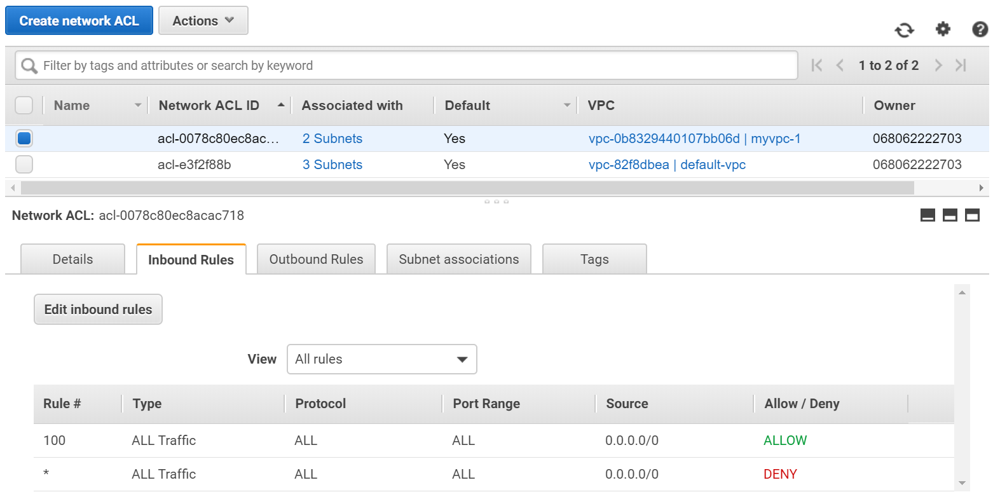 Create network ACL Actions
Filter by tags and attributes or search by keyword 1 to 2 of 2
Name Network ACL ID Associated with Default VPC Owner
acl-0078c80ec8ac... 2 Subnets Yes vpc-0b8329440107bb06d | myvpc-1 068062222703
acl-e3f2f88b 3 Subnets Yes vpc-82f8dbea | default-vpc 068062222703
Network ACL: acl-0078c80ec8acac718
Details Inbound Rules Outbound Rules Subnet associations Tags
Edit inbound rules
View All rules
Rule # Type Protocol Port Range Source Allow / Deny
100 ALL Traffic ALL ALL 0.0.0.0/0 ALLOW
* ALL Traffic ALL ALL 0.0.0.0/0 DENY